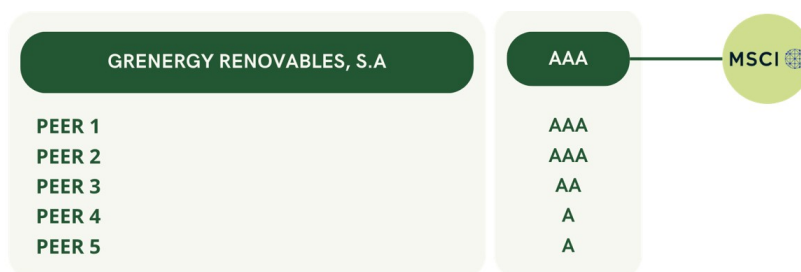 GRENERGY RENOVABLES, S.A AAA MSCI
PEER 1 AAA
PEER 2 AAA
PEER 3 AA
PEER 4 A
PEER 5 A